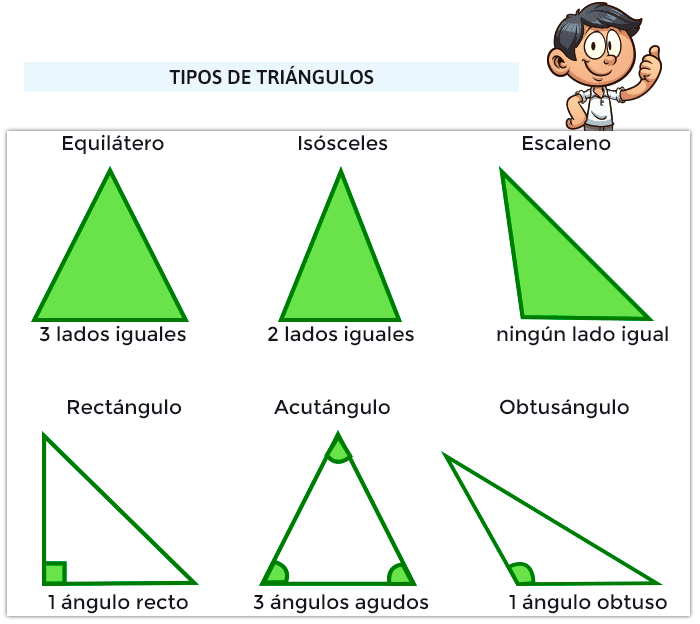 TIPOS DE TRIÁNGULOS
Equilátero
Isósceles
Escaleno
3 lados iguales
2 lados iguales
ningún lado igual
Rectángulo
Acutángulo
Obtusángulo
1 ángulo recto
3 ángulos agudos
1 ángulo obtuso